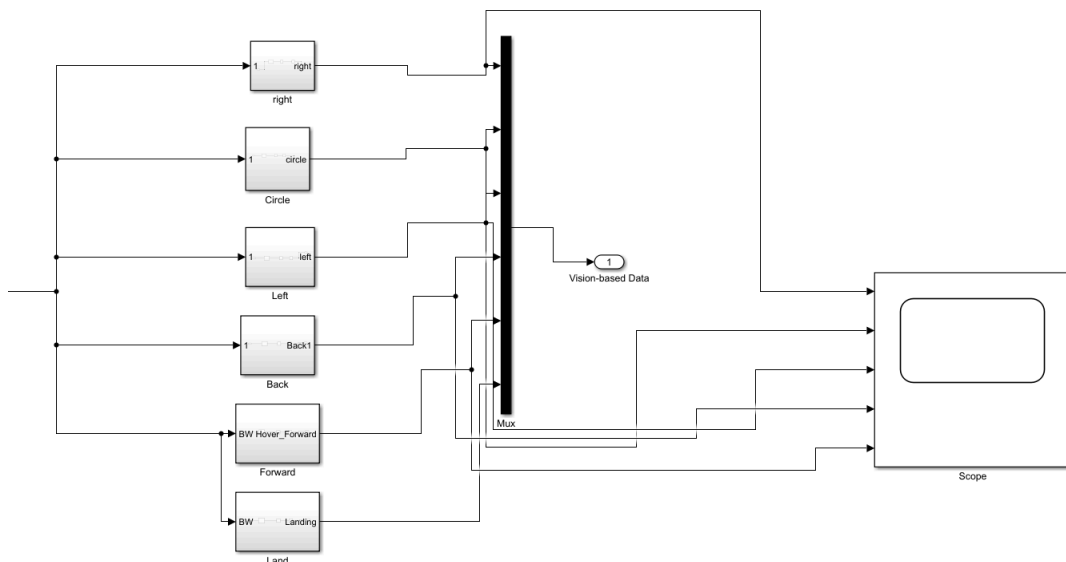 1 right
right
1 circle
Circle
1 left
Left
1 Back1
Back
BW Hover_Forward
Forward
BW Landing
Land
Mux
1
Vision-based Data
Scope